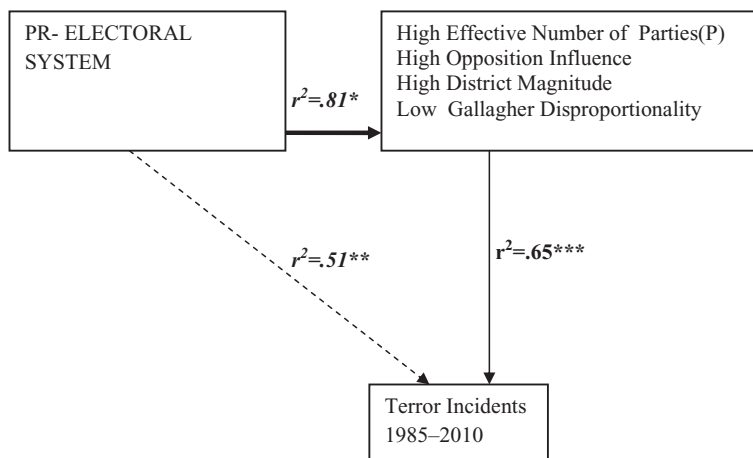 PR- ELECTORAL
SYSTEM
High Effective Number of Parties(P)
High Opposition Influence
High District Magnitude
Low Gallagher Disproportionality
r²=.81*
r²=.51**
r²=.65***
Terror Incidents
1985–2010